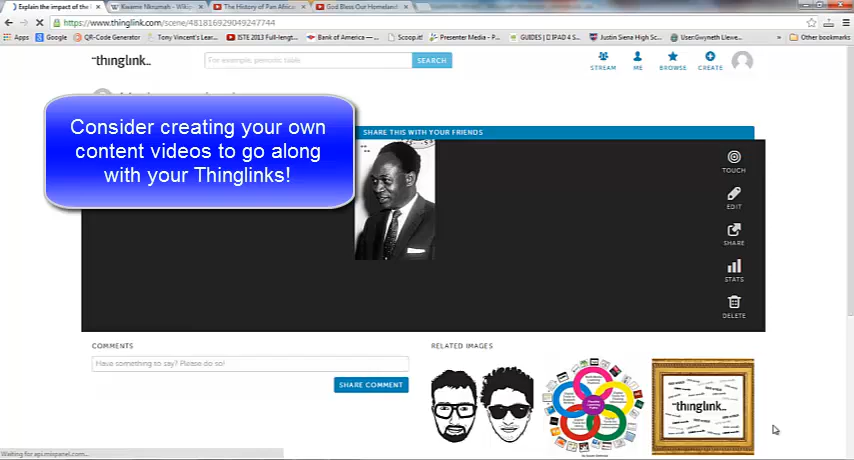 Explain the impact of the I
Kwame Nkrumah - Wikip
The History of Pan Africa
God Bless Our Homeland
https://www.thinglink.com/scene/481816929049247744
Apps
Google
QR-Code Generator
Tony Vincent's Lear...
ISTE 2013 Full-lengt...
Bank of America — ...
Scoop.it!
Presenter Media - P...
GUIDES | D IPAD 4 S...
Justin Siena High Sc...
User:Gwyneth Llewe...
»
Other bookmarks
thinglink..
For example, periodic table
SEARCH
STREAM
ME
BROWSE
CREATE
Consider creating your own
content videos to go along
with your Thinglinks!
SHARE THIS WITH YOUR FRIENDS
TOUCH
EDIT
SHARE
STATS
DELETE
COMMENTS
Have something to say? Please do so!
SHARE COMMENT
RELATED IMAGES
thinglink..
Waiting for api.mixpanel.com...